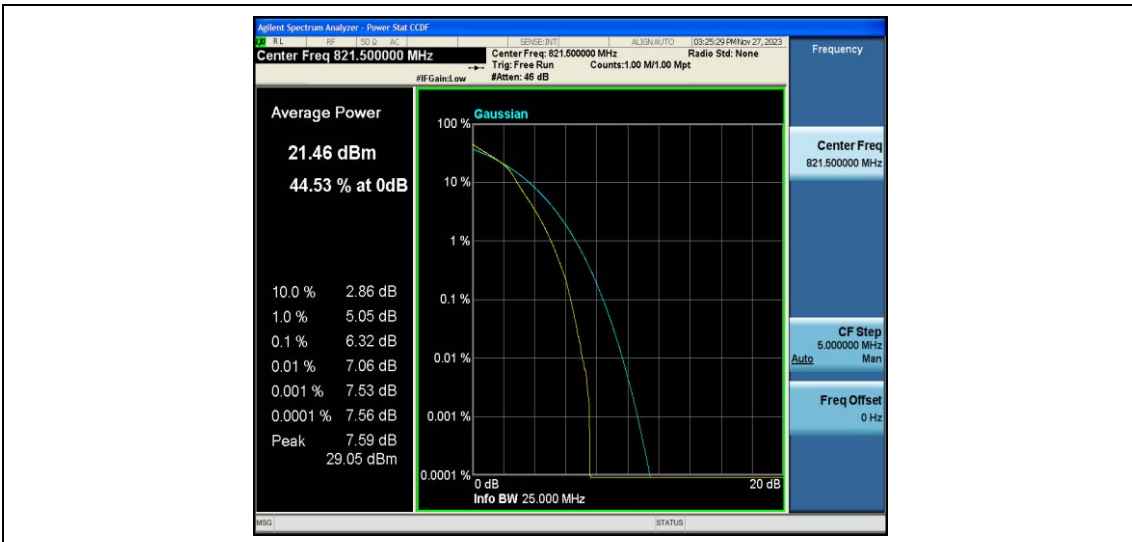 Agilent Spectrum Analyzer - Power Stat CCDF
RL RF 50 Ω AC SENSE:INT ALIGN AUTO 03:25:29 PM Nov 27, 2023
Center Freq 821.500000 MHz
Center Freq: 821.500000 MHz Radio Std: None
Trig: Free Run Counts:1.00 M/1.00 Mpt
#IFGain:Low #Atten: 46 dB
Frequency
Average Power
21.46 dBm
44.53 % at 0dB
10.0 % 2.86 dB
1.0 % 5.05 dB
0.1 % 6.32 dB
0.01 % 7.06 dB
0.001 % 7.53 dB
0.0001 % 7.56 dB
Peak 7.59 dB
29.05 dBm
Gaussian
100 %
10 %
1 %
0.1 %
0.01 %
0.001 %
0.0001 %
0 dB 20 dB
Info BW 25.000 MHz
Center Freq
821.500000 MHz
CF Step
5.000000 MHz
Auto Man
Freq Offset
0 Hz
MSG STATUS